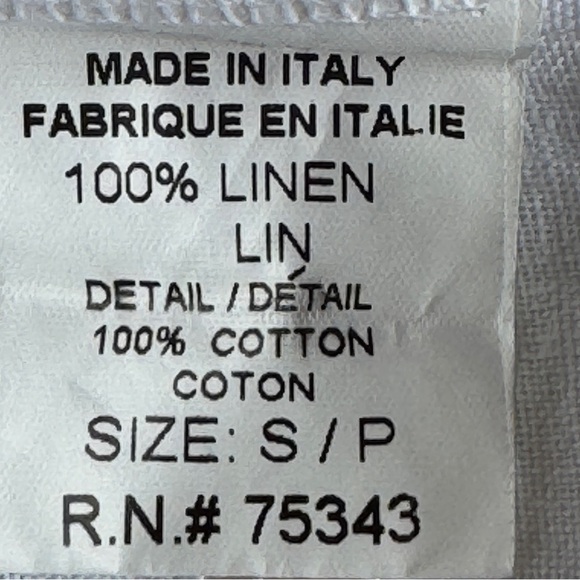 MADE IN ITALY
FABRIQUE EN ITALIE
100% LINEN
LIN
DETAIL / DÉTAIL
100% COTTON
COTON
SIZE: S / P
R.N.# 75343